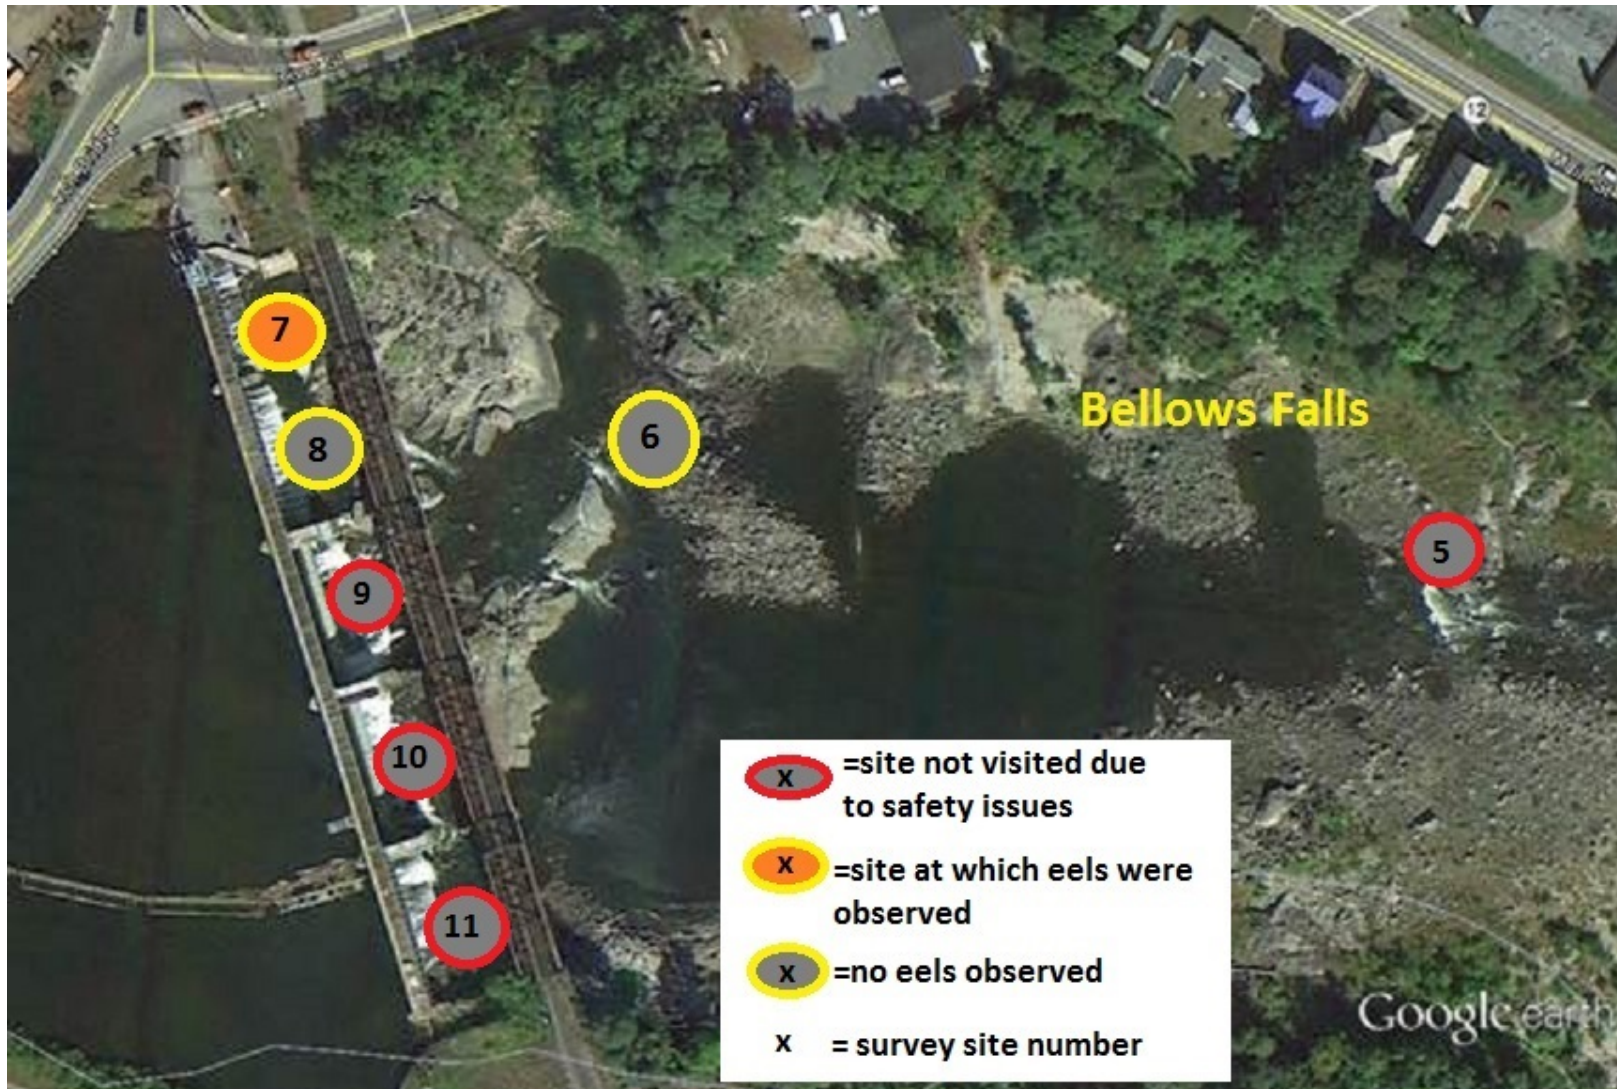 12
7
8
6
Bellows Falls
5
9
10
11
x =site not visited due
to safety issues
x =site at which eels were
observed
x =no eels observed
x = survey site number
Google earth